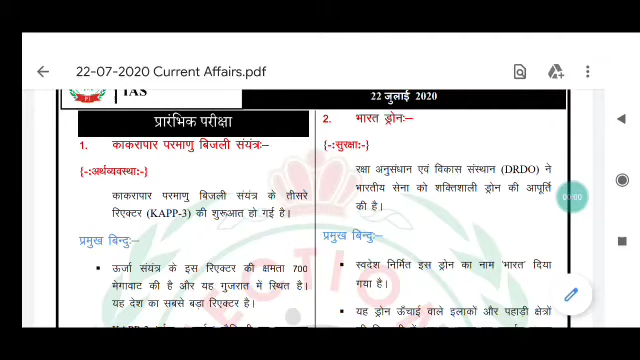 22-07-2020 Current Affairs.pdf
IAS
22 जुलाई 2020
प्रारंभिक परीक्षा
1. काकरापार परमाणु बिजली संयंत्रः–
{-:अर्थव्यवस्था:-}
काकरापार परमाणु बिजली संयंत्र के तीसरे
रिएक्टर (KAPP-3) की शुरूआत हो गई है।
प्रमुख बिन्दुः-
ऊर्जा संयंत्र के इस रिएक्टर की क्षमता 700
मेगावाट की है और यह गुजरात में स्थित है।
यह देश का सबसे बड़ा रिएक्टर है।
2. भारत ड्रोनः–
{-:सुरक्षा:-}
रक्षा अनुसंधान एवं विकास संस्थान (DRDO) ने
भारतीय सेना को शक्तिशाली ड्रोन की आपूर्ति
की है।
प्रमुख बिन्दुः-
स्वदेश निर्मित इस ड्रोन का नाम 'भारत' दिया
गया है।
यह ड्रोन ऊँचाई वाले इलाकों और पहाडी क्षेत्रों
00:00
ECTION